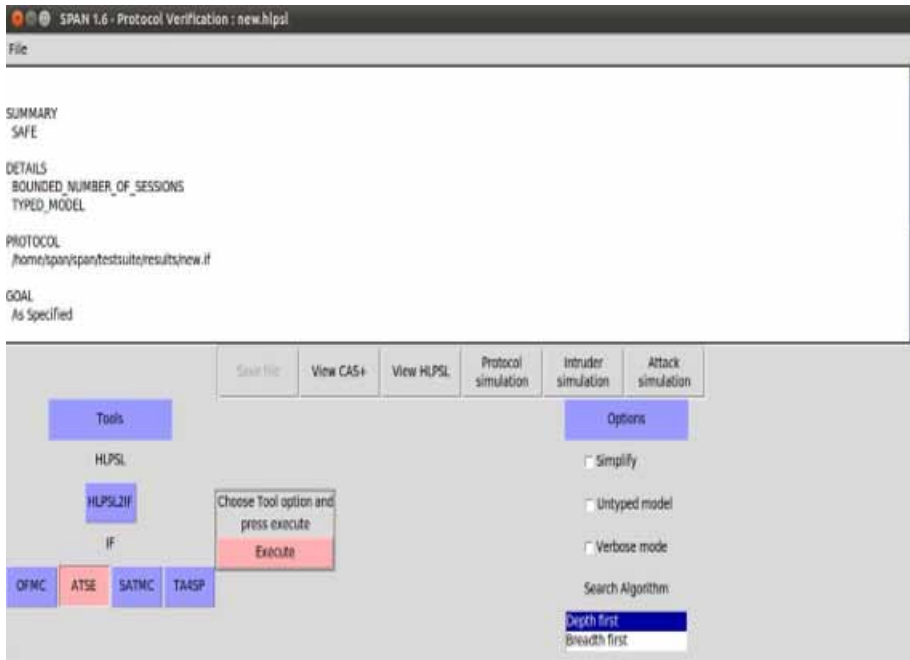 SPAN 1.6 - Protocol Verification : new.hlpsl
File
SUMMARY
SAFE
DETAILS
BOUNDED_NUMBER_OF_SESSIONS
TYPED_MODEL
PROTOCOL
/home/span/span/testsuite/results/new.if
GOAL
As Specified
Save file
View CAS+
View HLPSL
Protocol
simulation
Intruder
simulation
Attack
simulation
Tools
Options
HLPSL
Simplify
HLPSL2IF
Choose Tool option and
press execute
Execute
Untyped model
IF
Verbose mode
OFMC
ATSE
SATMC
TA4SP
Search Algorithm
Depth first
Breadth first